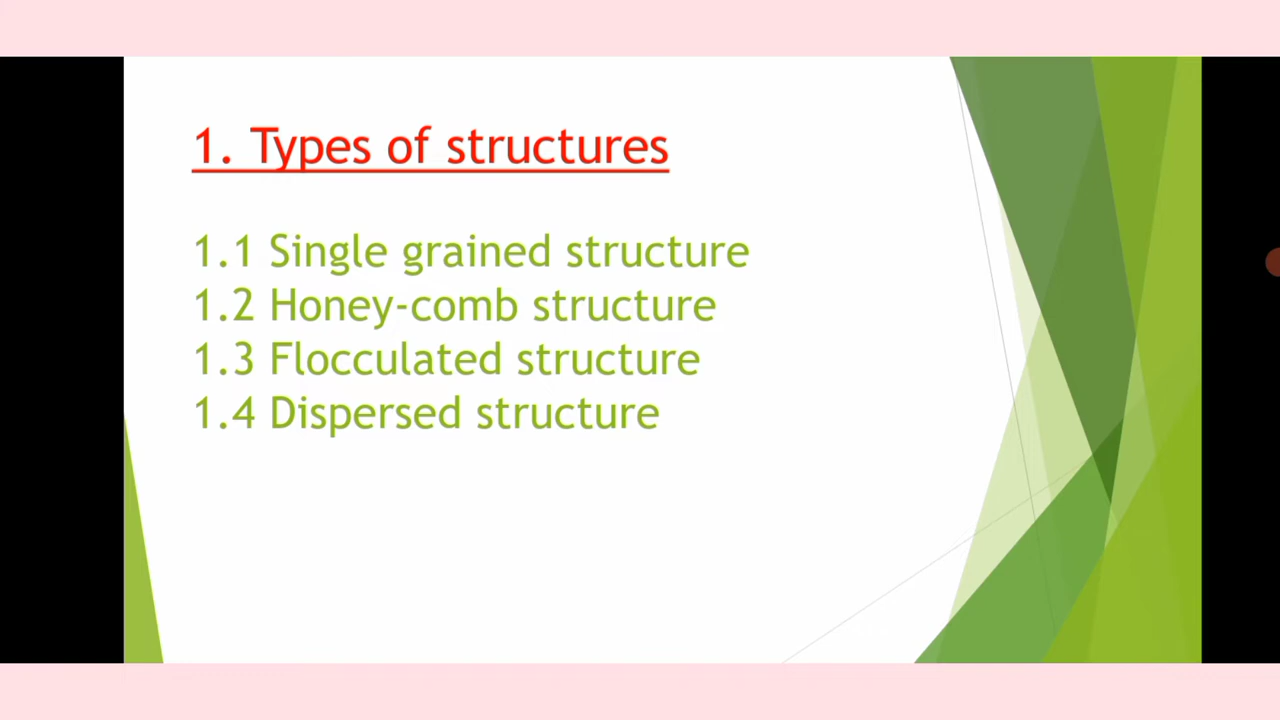 1. Types of structures
1.1 Single grained structure
1.2 Honey-comb structure
1.3 Flocculated structure
1.4 Dispersed structure